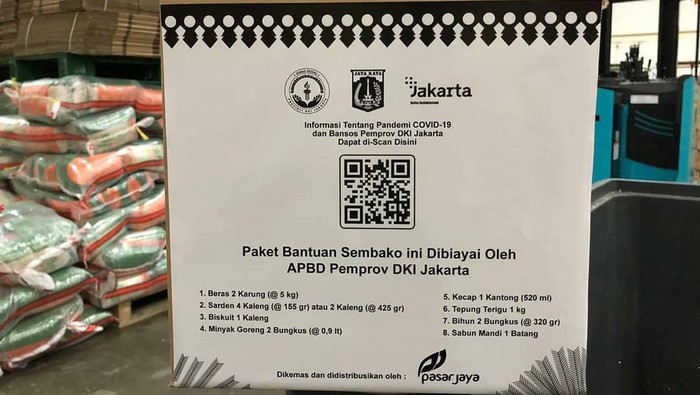 JAYA RAYA
Jakarta
kota kolaborasi
Informasi Tentang Pandemi COVID-19
dan Bansos Pemprov DKI Jakarta
Dapat di-Scan Disini
Paket Bantuan Sembako ini Dibiayai Oleh
APBD Pemprov DKI Jakarta
1. Beras 2 Karung (@ 5 kg)
2. Sarden 4 Kaleng (@ 155 gr) atau 2 Kaleng (@ 425 gr)
3. Biskuit 1 Kaleng
4. Minyak Goreng 2 Bungkus (@ 0,9 lt)
5. Kecap 1 Kantong (520 ml)
6. Tepung Terigu 1 kg
7. Bihun 2 Bungkus (@ 320 gr)
8. Sabun Mandi 1 Batang
Dikemas dan didistribusikan oleh :
pasar jaya